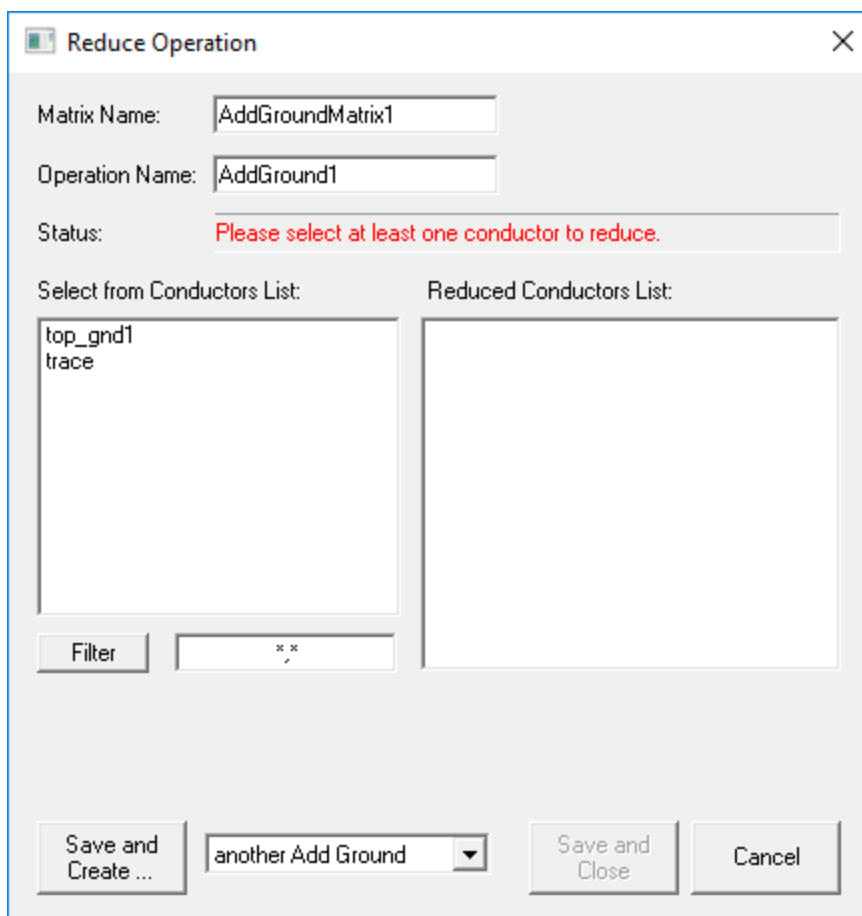 Reduce Operation
Matrix Name: AddGroundMatrix1
Operation Name: AddGround1
Status: Please select at least one conductor to reduce.
Select from Conductors List: Reduced Conductors List:
top_gnd1
trace
Filter *,*
Save and Create ... another Add Ground Save and Close Cancel